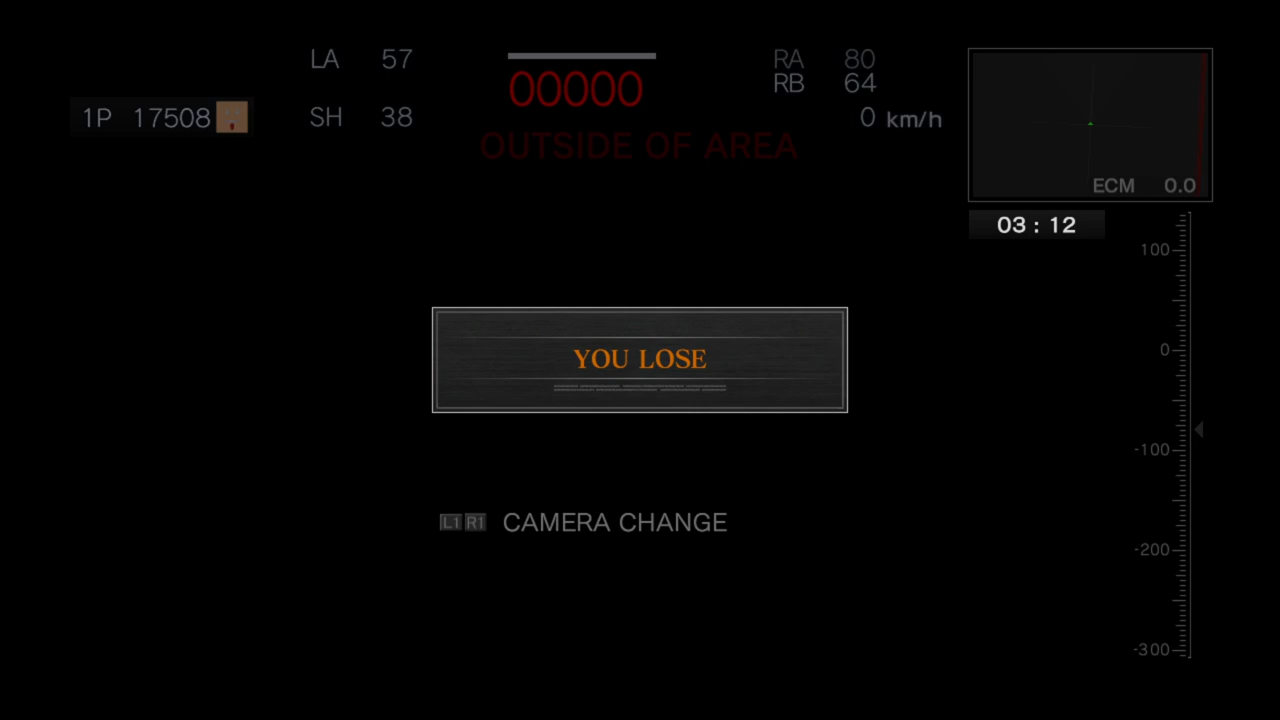 LA 57
00000
RA 80
RB 64
1P 17508
SH 38
0 km/h
OUTSIDE OF AREA
ECM 0.0
03 : 12
100
0
-100
-200
-300
YOU LOSE
L1 R1 CAMERA CHANGE